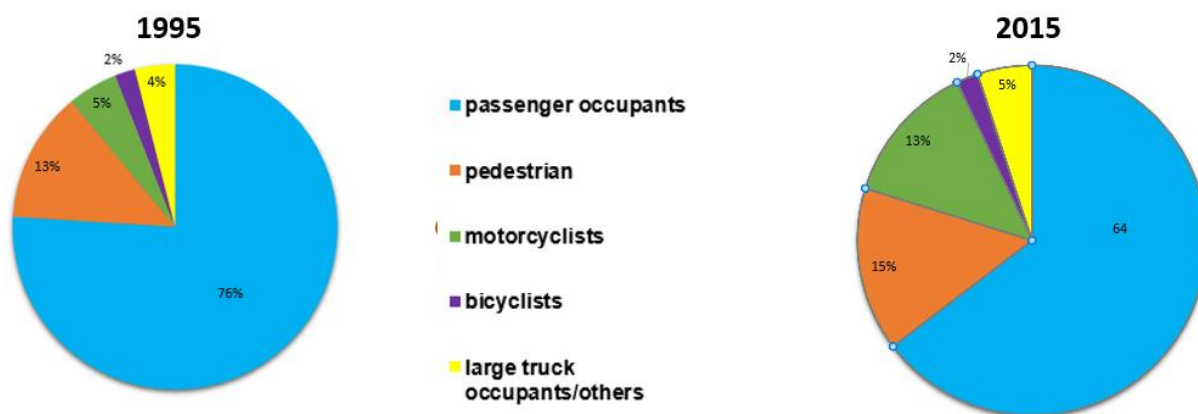 1995
2%
4%
5%
13%
76%
passenger occupants
pedestrian
motorcyclists
bicyclists
large truck
occupants/others
2015
2%
5%
13%
64
15%